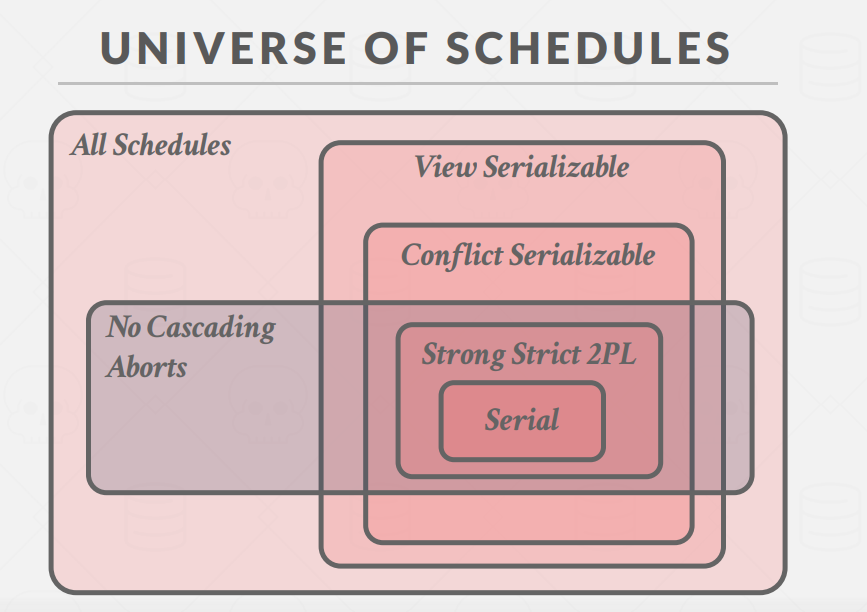 UNIVERSE OF SCHEDULES
All Schedules
View Serializable
Conflict Serializable
No Cascading
Aborts
Strong Strict 2PL
Serial